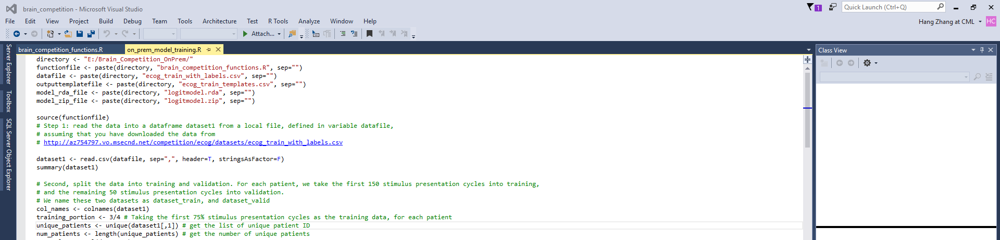 brain_competition - Microsoft Visual Studio
1
Quick Launch (Ctrl+Q)
File Edit View Project Build Debug Team Tools Architecture Test R Tools Analyze Window Help
Hang Zhang at CML
HC
Attach...
Server Explorer
Toolbox
SQL Server Object Explorer
brain_competition_functions.R
on_prem_model_training.R
directory <- "E:/Brain_Competition_OnPrem/"
functionfile <- paste(directory, "brain_competition_functions.R", sep="")
datafile <- paste(directory, "ecog_train_with_labels.csv", sep="")
outputtemplatefile <- paste(directory, "ecog_train_templates.csv", sep="")
model_rda_file <- paste(directory, "logitmodel.rda", sep="")
model_zip_file <- paste(directory, "logitmodel.zip", sep="")
source(functionfile)
# Step 1: read the data into a dataframe dataset1 from a local file, defined in variable datafile,
# assuming that you have downloaded the data from
# http://az754797.vo.msecnd.net/competition/ecog/datasets/ecog_train_with_labels.csv
dataset1 <- read.csv(datafile, sep=",", header=T, stringsAsFactor=F)
summary(dataset1)
# Second, split the data into training and validation. For each patient, we take the first 150 stimulus presentation cycles into training,
# and the remaining 50 stimulus presentation cycles into validation.
# We name these two datasets as dataset_train, and dataset_valid
col_names <- colnames(dataset1)
training_portion <- 3/4 # Taking the first 75% stimulus presentation cycles as the training data, for each patient
unique_patients <- unique(dataset1[,1]) # get the list of unique patient ID
num_patients <- length(unique_patients) # get the number of unique patients
Class View